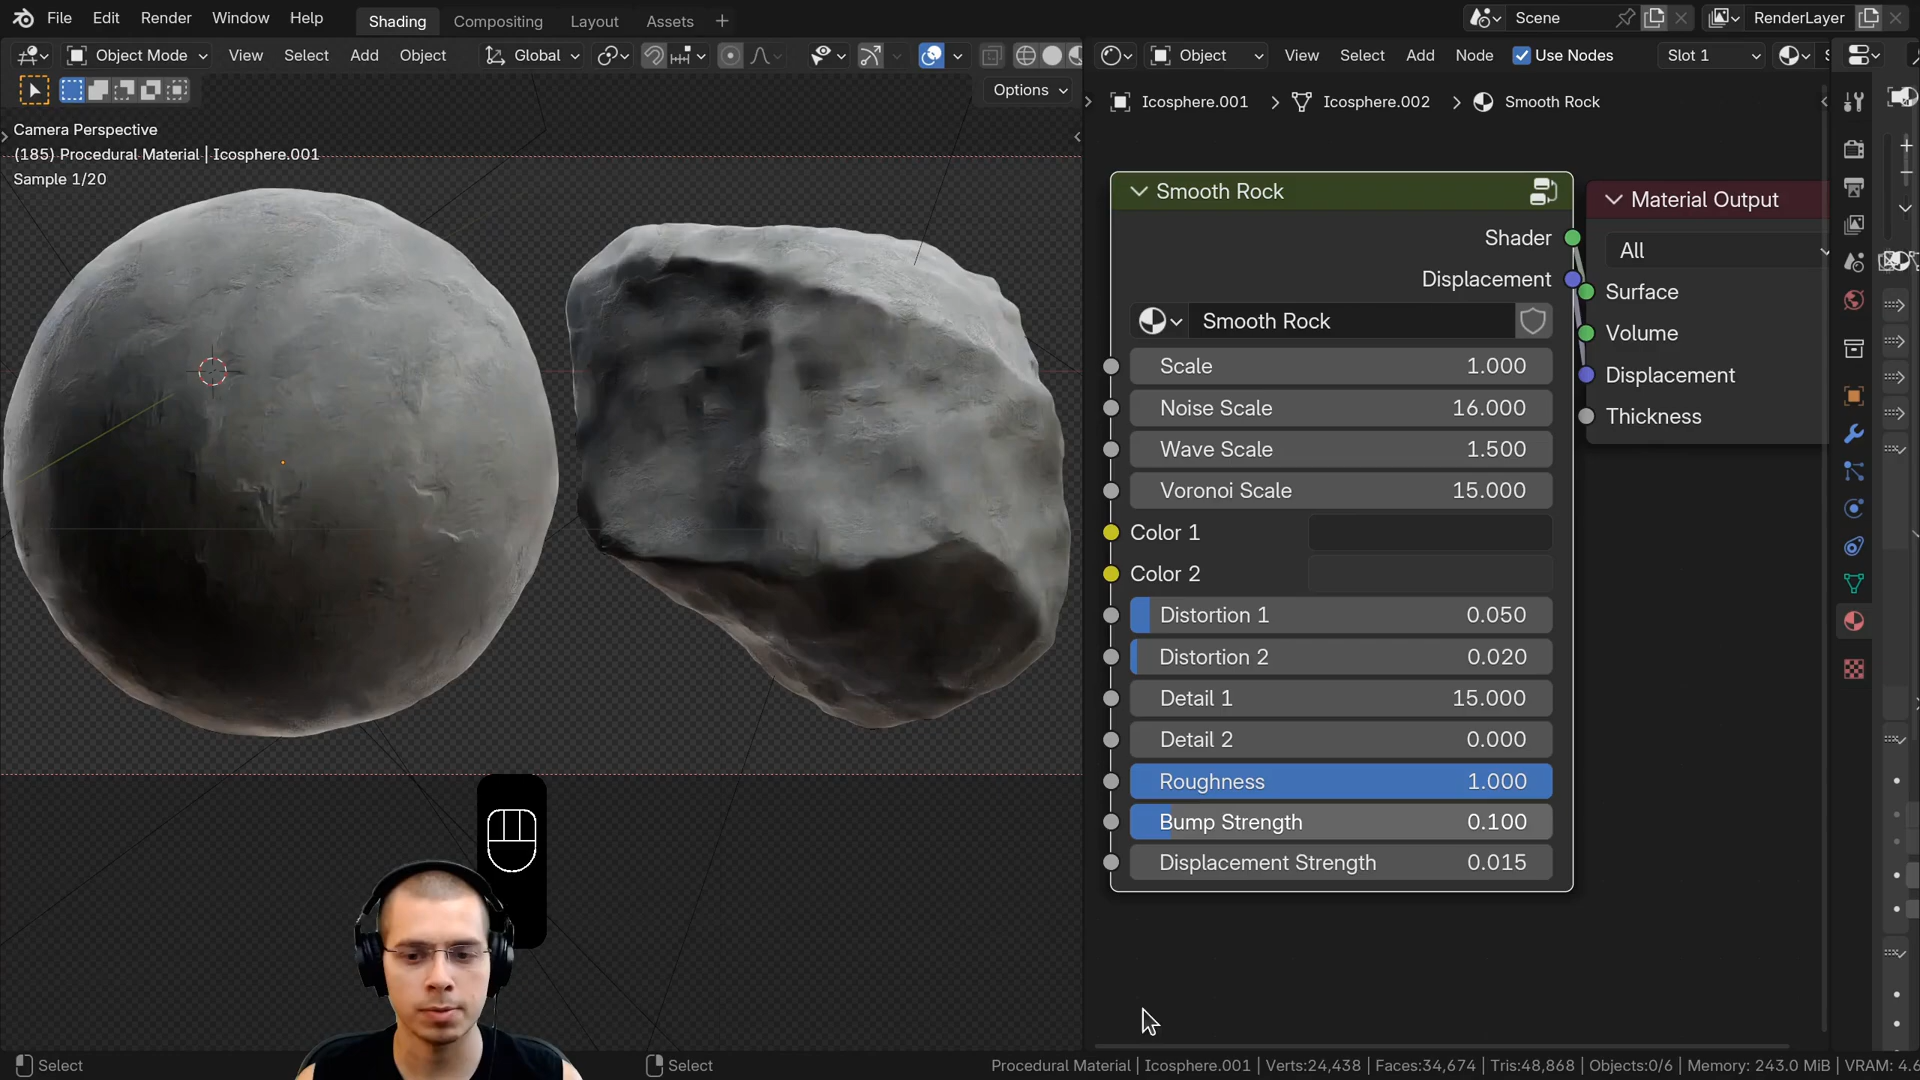 File Edit Render Window Help Shading Compositing Layout Assets + Scene RenderLayer
Object Mode View Select Add Object Global Object View Select Add Node Use Nodes Slot 1
Options
Icosphere.001 > Icosphere.002 > Smooth Rock
Camera Perspective
(185) Procedural Material | Icosphere.001
Sample 1/20
Smooth Rock
Shader
Displacement
Smooth Rock
Scale 1.000
Noise Scale 16.000
Wave Scale 1.500
Voronoi Scale 15.000
Color 1
Color 2
Distortion 1 0.050
Distortion 2 0.020
Detail 1 15.000
Detail 2 0.000
Roughness 1.000
Bump Strength 0.100
Displacement Strength 0.015
Material Output
All
Surface
Volume
Displacement
Thickness
Select Select Procedural Material | Icosphere.001 | Verts:24,438 | Faces:34,674 | Tris:48,868 | Objects:0/6 | Memory: 243.0 MiB | VRAM: 4.6